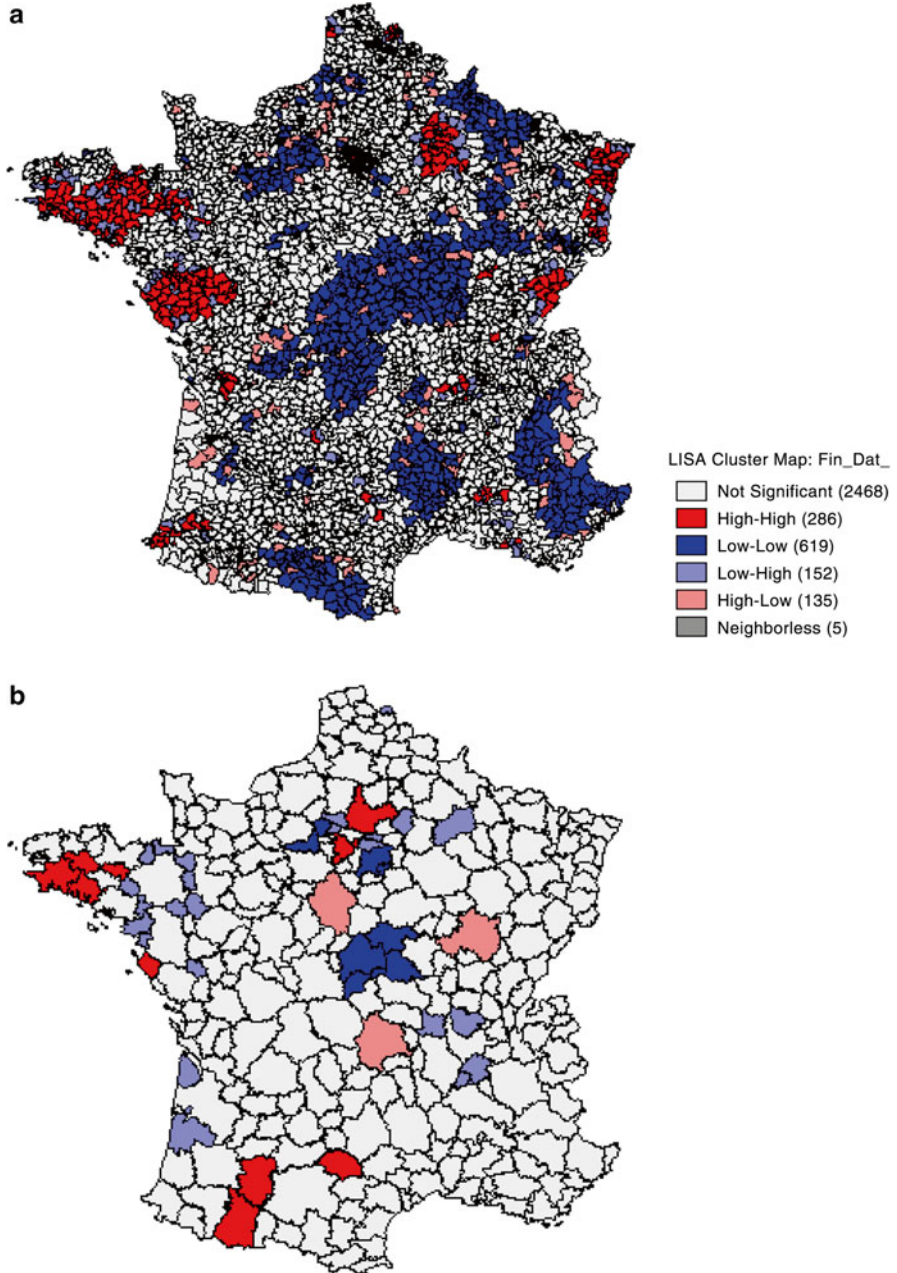 a
LISA Cluster Map: Fin_Dat_
Not Significant (2468)
High-High (286)
Low-Low (619)
Low-High (152)
High-Low (135)
Neighborless (5)
b